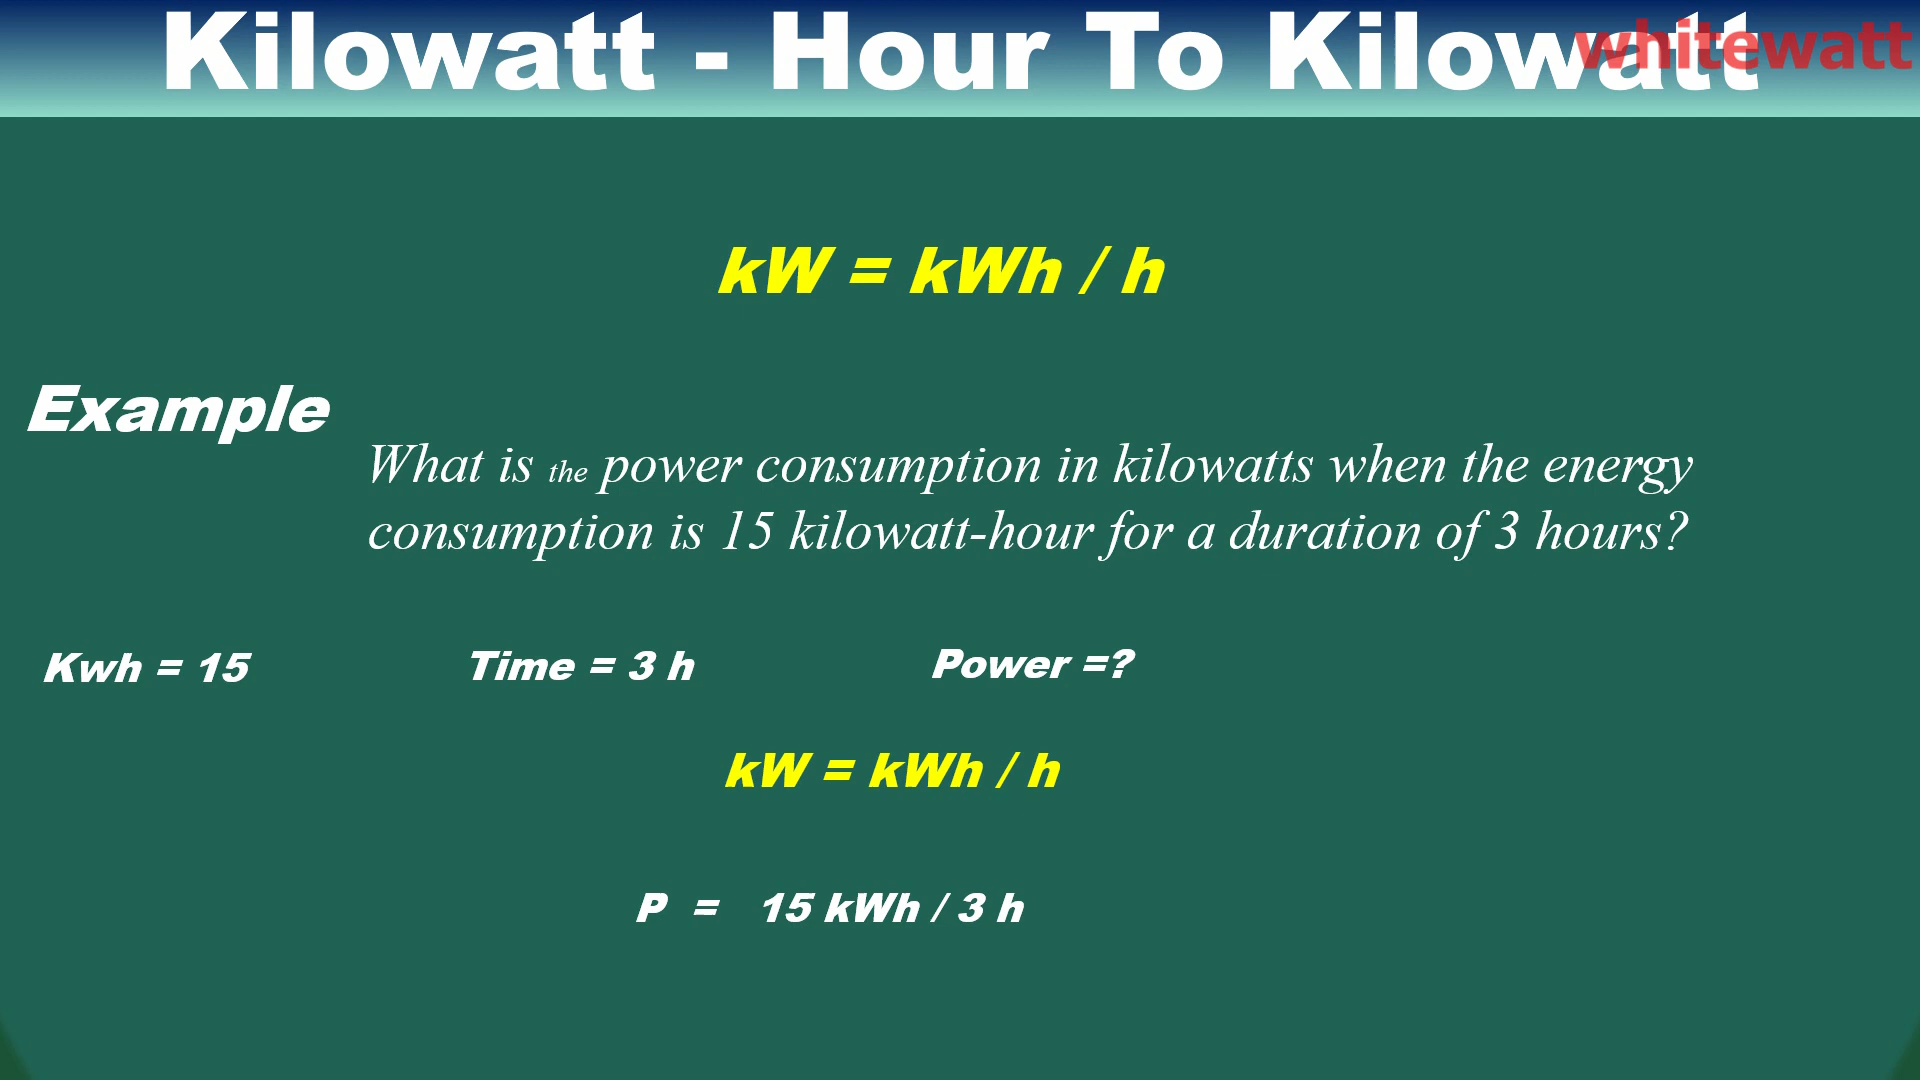 Kilowatt - Hour To Kilowatt
whitewatt
kW = kWh / h
Example
What is the power consumption in kilowatts when the energy
consumption is 15 kilowatt-hour for a duration of 3 hours?
Kwh = 15 Time = 3 h Power =?
kW = kWh / h
P = 15 kWh / 3 h